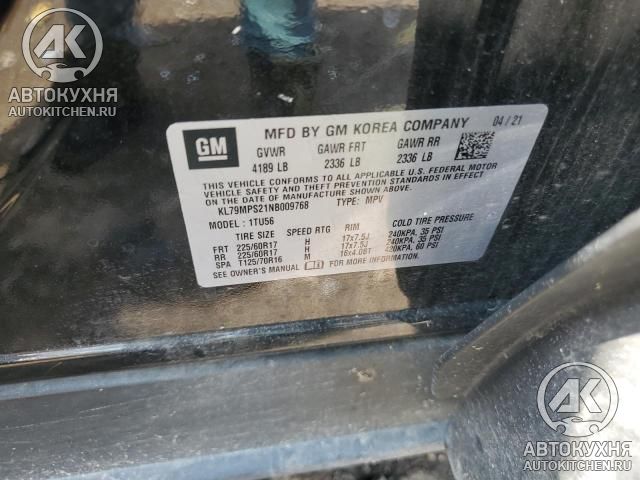 AK
АВТОКУХНЯ
AUTOKITCHEN.RU
GM
MFD BY GM KOREA COMPANY 04/21
GVWR GAWR FRT GAWR RR
4189 LB 2336 LB 2336 LB
THIS VEHICLE CONFORMS TO ALL APPLICABLE U.S. FEDERAL MOTOR
VEHICLE SAFETY AND THEFT PREVENTION STANDARDS IN EFFECT ON THE DATE OF
MANUFACTURE SHOWN ABOVE.
KL79MPS21NB009768 TYPE: MPV
MODEL: 1TU56
TIRE SIZE SPEED RTG RIM COLD TIRE PRESSURE
FRT 225/60R17 H 17x7.5J 240KPA, 35 PSI
RR 225/60R17 H 17x7.5J 240KPA, 35 PSI
SPA T125/70R16 M 16x4.0BT 420KPA, 60 PSI
SEE OWNER'S MANUAL FOR MORE INFORMATION.
AK
АВТОКУХНЯ
AUTOKITCHEN.RU